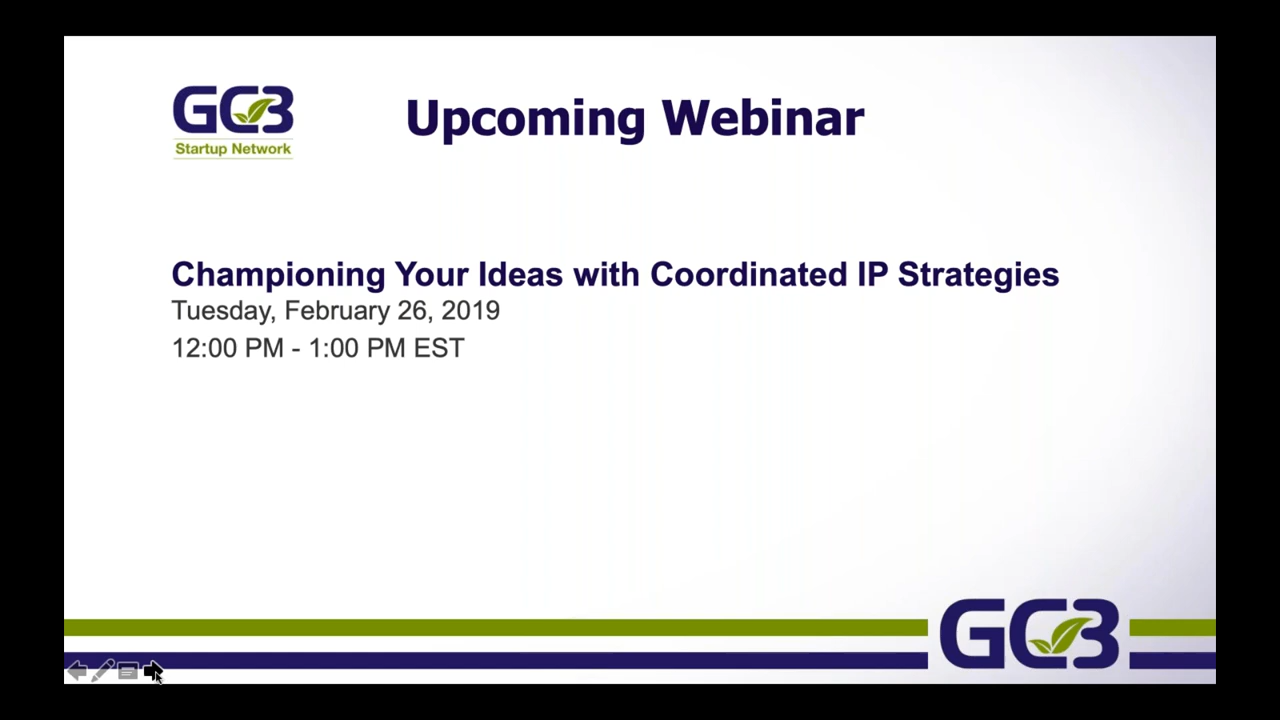 GC3
Startup Network
Upcoming Webinar
Championing Your Ideas with Coordinated IP Strategies
Tuesday, February 26, 2019
12:00 PM - 1:00 PM EST
GC3